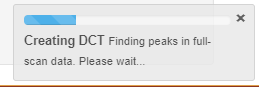 Creating DCT Finding peaks in full-
scan data. Please wait...